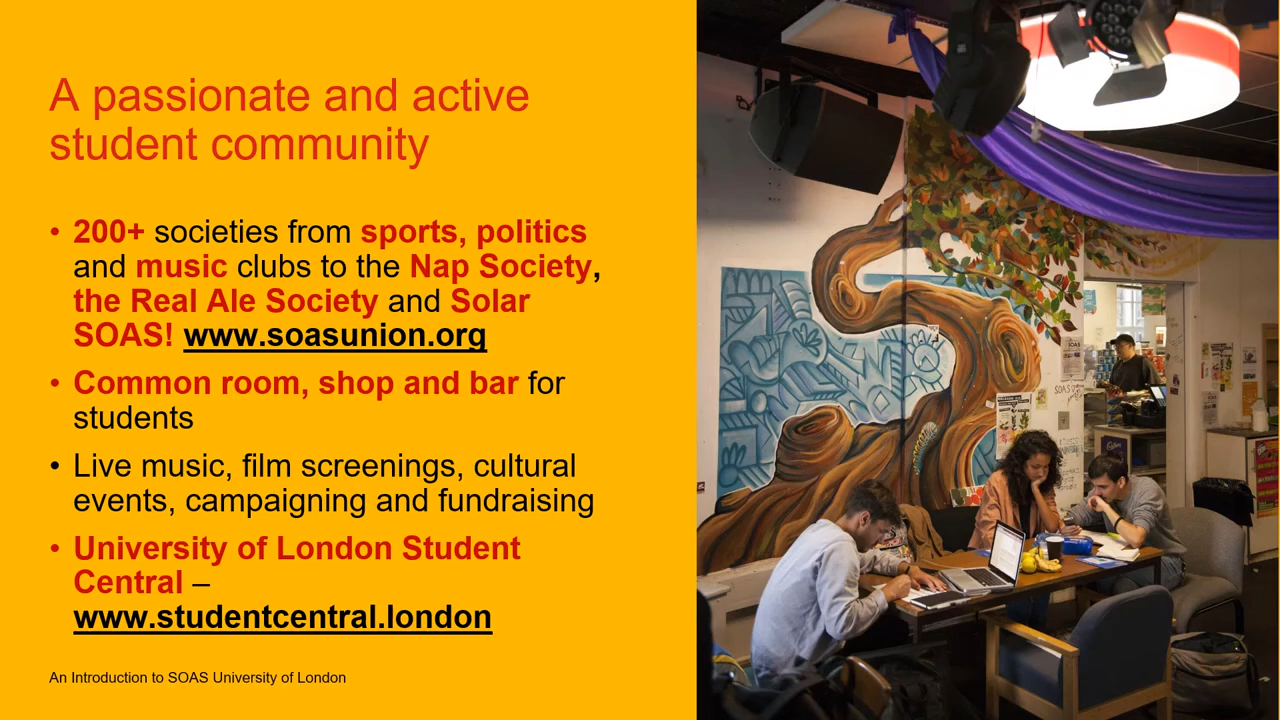 A passionate and active
student community
• 200+ societies from sports, politics
and music clubs to the Nap Society,
the Real Ale Society and Solar
SOAS! www.soasunion.org
• Common room, shop and bar for
students
• Live music, film screenings, cultural
events, campaigning and fundraising
• University of London Student
Central –
www.studentcentral.london
An Introduction to SOAS University of London
SOAS